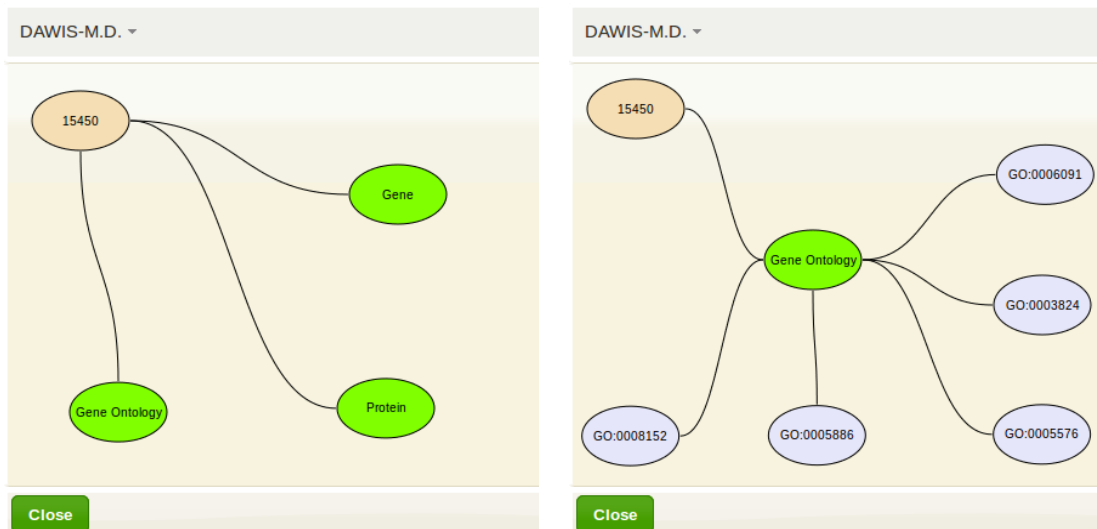 DAWIS-M.D.
15450
Gene
Gene Ontology
Protein
Close
DAWIS-M.D.
15450
GO:0006091
Gene Ontology
GO:0003824
GO:0008152
GO:0005886
GO:0005576
Close